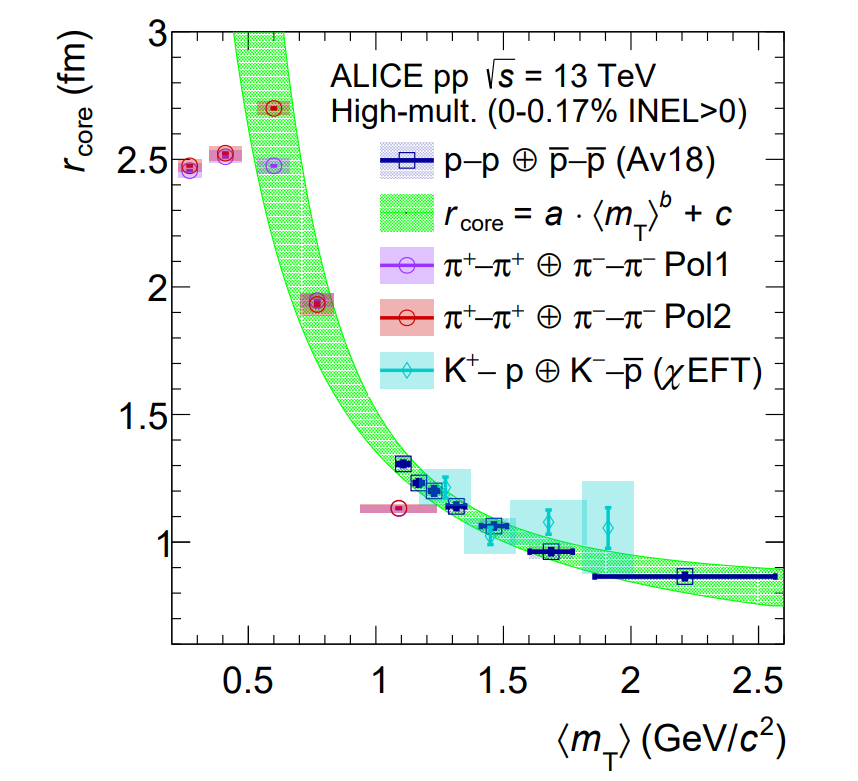 r_core (fm)
3
2.5
2
1.5
1
ALICE pp √s = 13 TeV
High-mult. (0-0.17% INEL>0)
p–p ⊕ p̅–p̅ (Av18)
r_core = a · ⟨m_T⟩^b + c
π⁺–π⁺ ⊕ π⁻–π⁻ Pol1
π⁺–π⁺ ⊕ π⁻–π⁻ Pol2
K⁺– p ⊕ K⁻–p̅ (χEFT)
0.5 1 1.5 2 2.5
⟨m_T⟩ (GeV/c²)